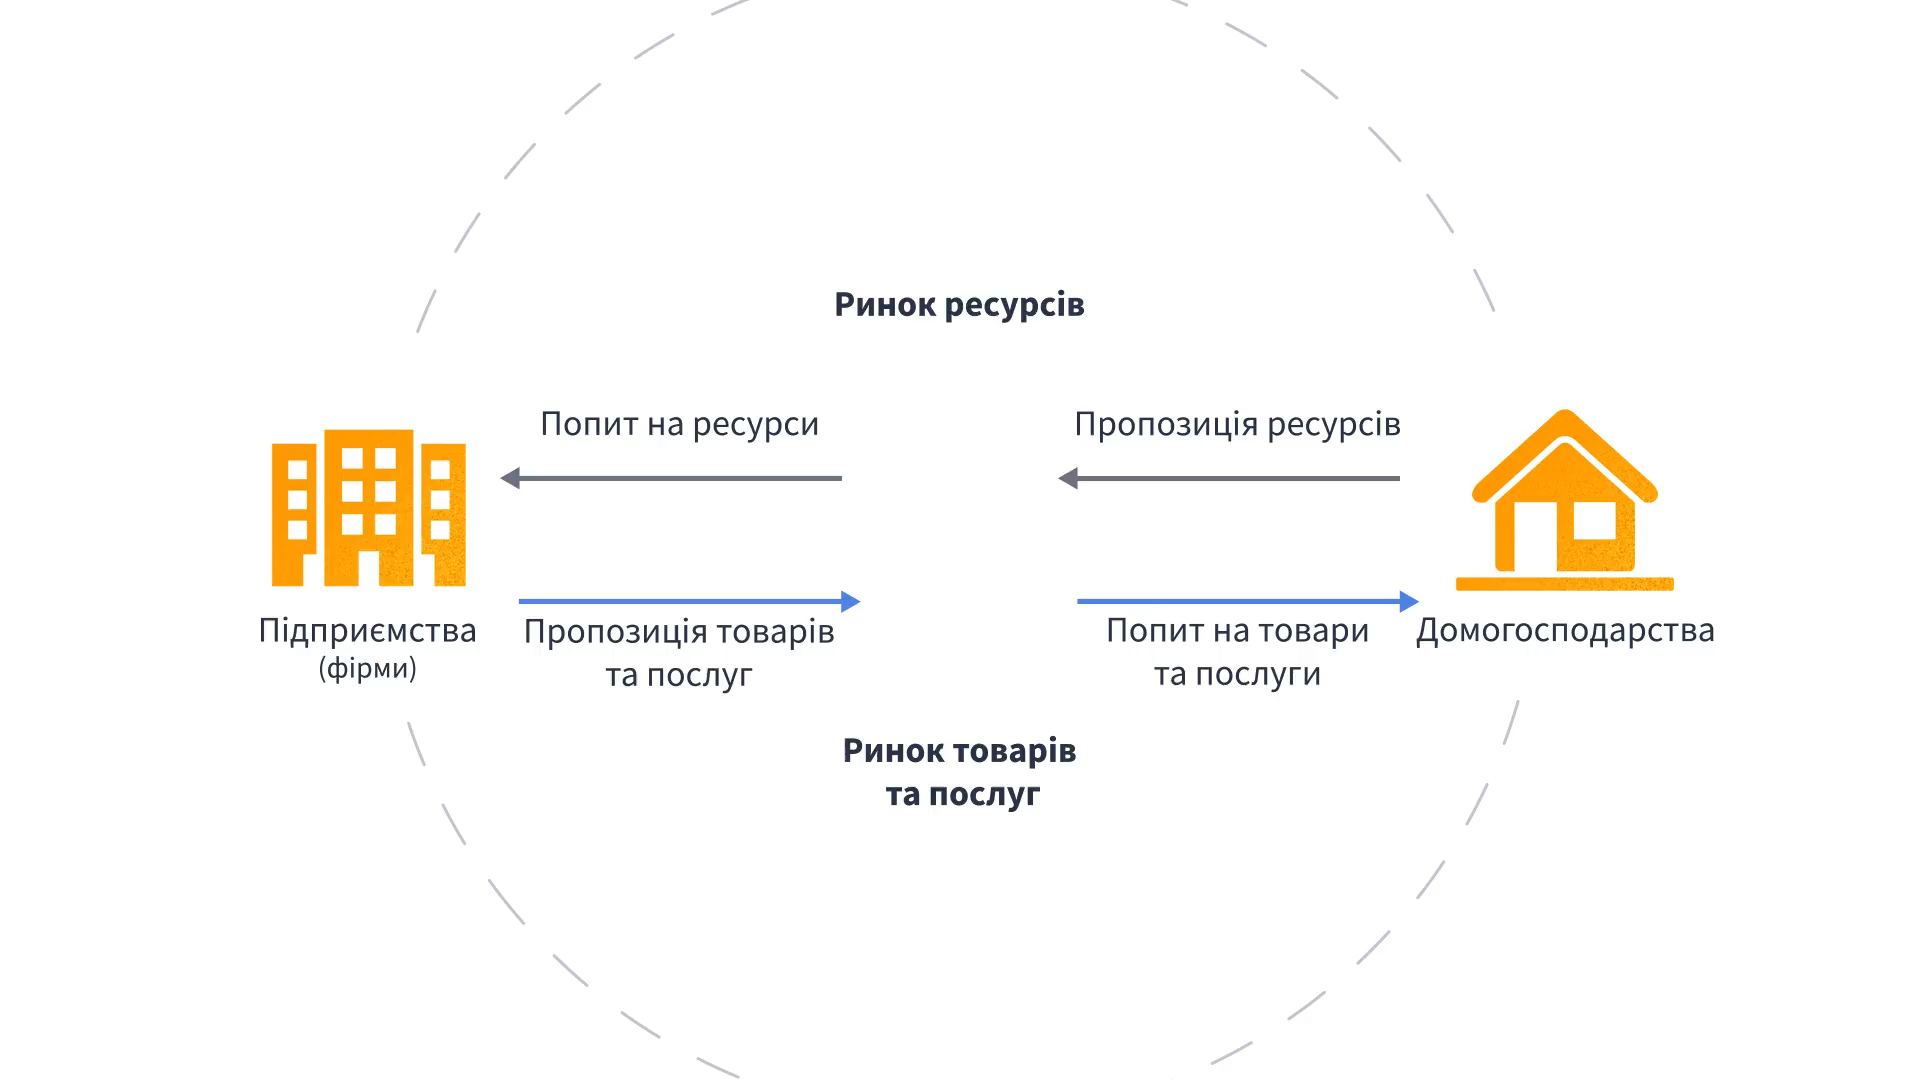 Ринок ресурсів
Попит на ресурси
Пропозиція ресурсів
Підприємства
(фірми)
Пропозиція товарів
та послуг
Попит на товари
та послуги
Домогосподарства
Ринок товарів
та послуг